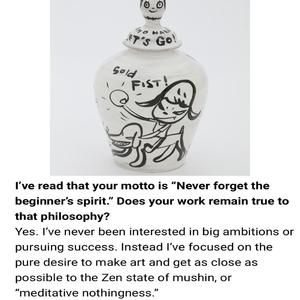 LET'S GO!
Sold
FIST!
I've read that your motto is "Never forget the
beginner's spirit." Does your work remain true to
that philosophy?
Yes. I've never been interested in big ambitions or
pursuing success. Instead I've focused on the
pure desire to make art and get as close as
possible to the Zen state of mushin, or
"meditative nothingness."